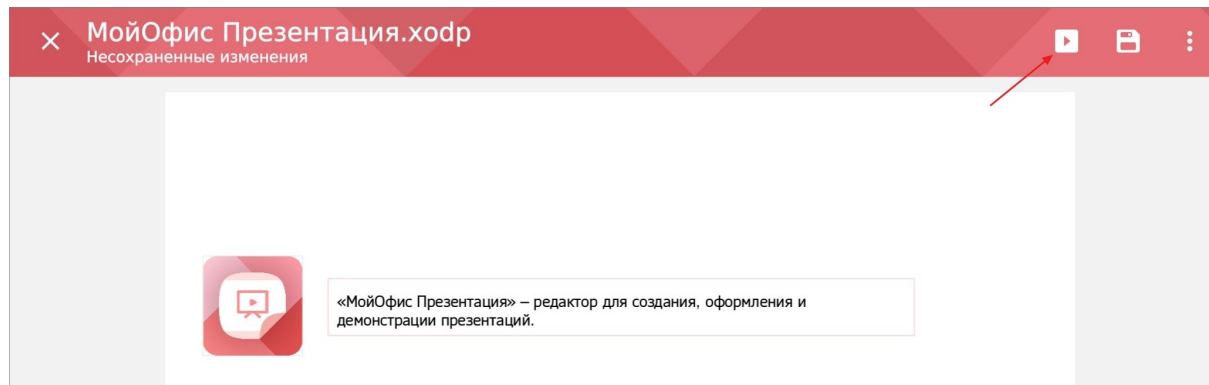 МойОфис Презентация.xodp
Несохраненные изменения
«МойОфис Презентация» – редактор для создания, оформления и
демонстрации презентаций.